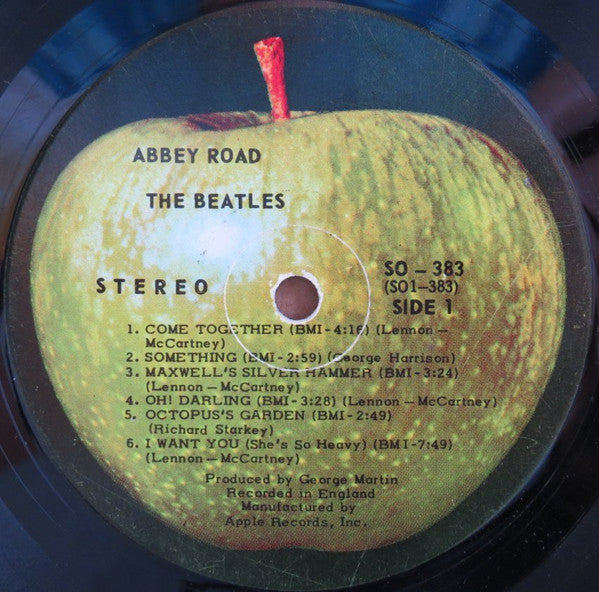 ABBEY ROAD
THE BEATLES
STEREO
SO – 383
(SO1–383)
SIDE 1
1. COME TOGETHER (BMI - 4:16) (Lennon –
McCartney)
2. SOMETHING (BMI - 2:59) (George Harrison)
3. MAXWELL'S SILVER HAMMER (BMI - 3:24)
(Lennon – McCartney)
4. OH! DARLING (BMI - 3:28) (Lennon – McCartney)
5. OCTOPUS'S GARDEN (BMI - 2:49)
(Richard Starkey)
6. I WANT YOU (She's So Heavy) (BMI - 7:49)
(Lennon – McCartney)
Produced by George Martin
Recorded in England
Manufactured by
Apple Records, Inc.